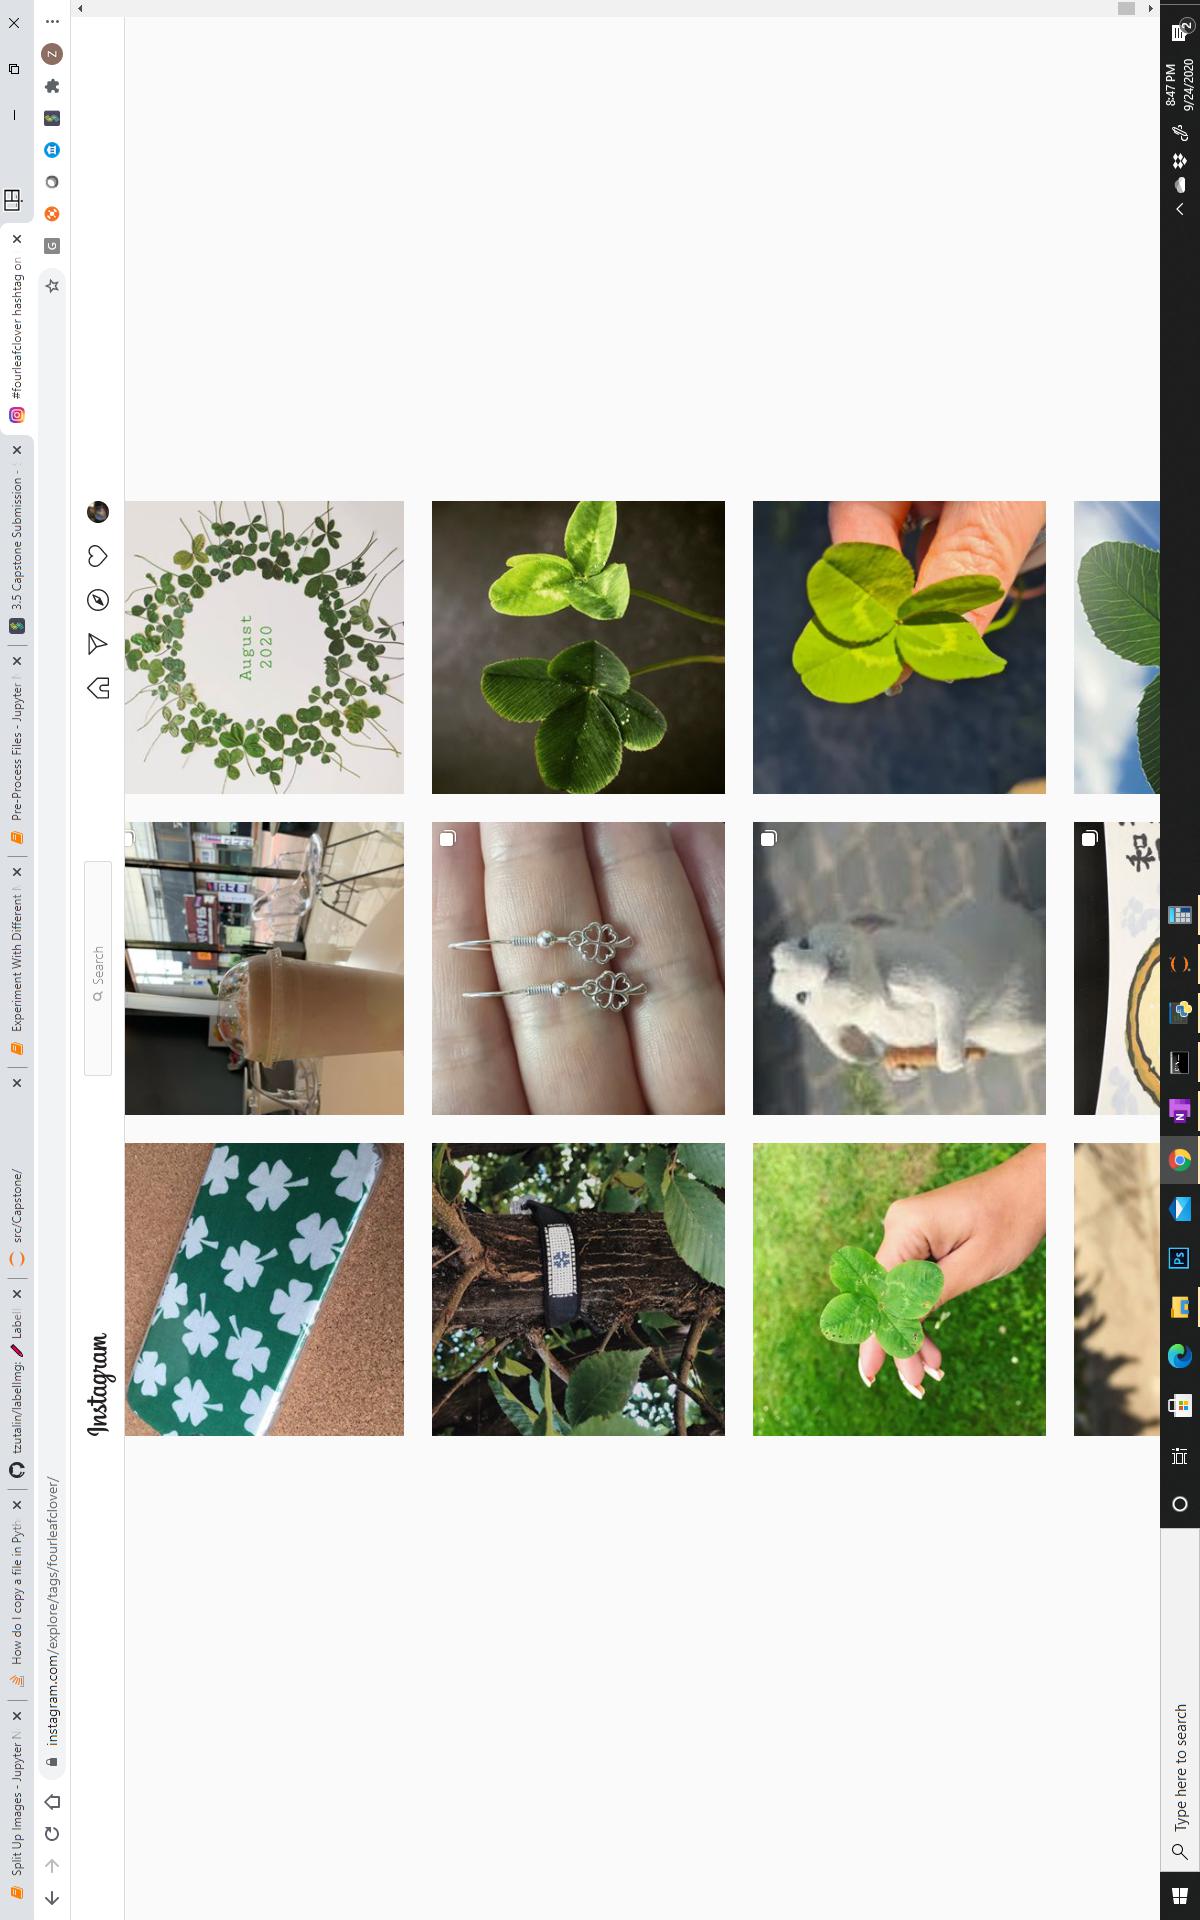 Split Up Images - Jupyter N
How do I copy a file in Pyth
tzutalin/labelImg: Labell
src/Capstone/
Experiment With Different N
Pre-Process Files - Jupyter N
3.5 Capstone Submission -
#fourleafclover hashtag on
instagram.com/explore/tags/fourleafclover/
G
Z
Instagram
Search
August
2020
Type here to search
Ps
N
8:47 PM
9/24/2020
2